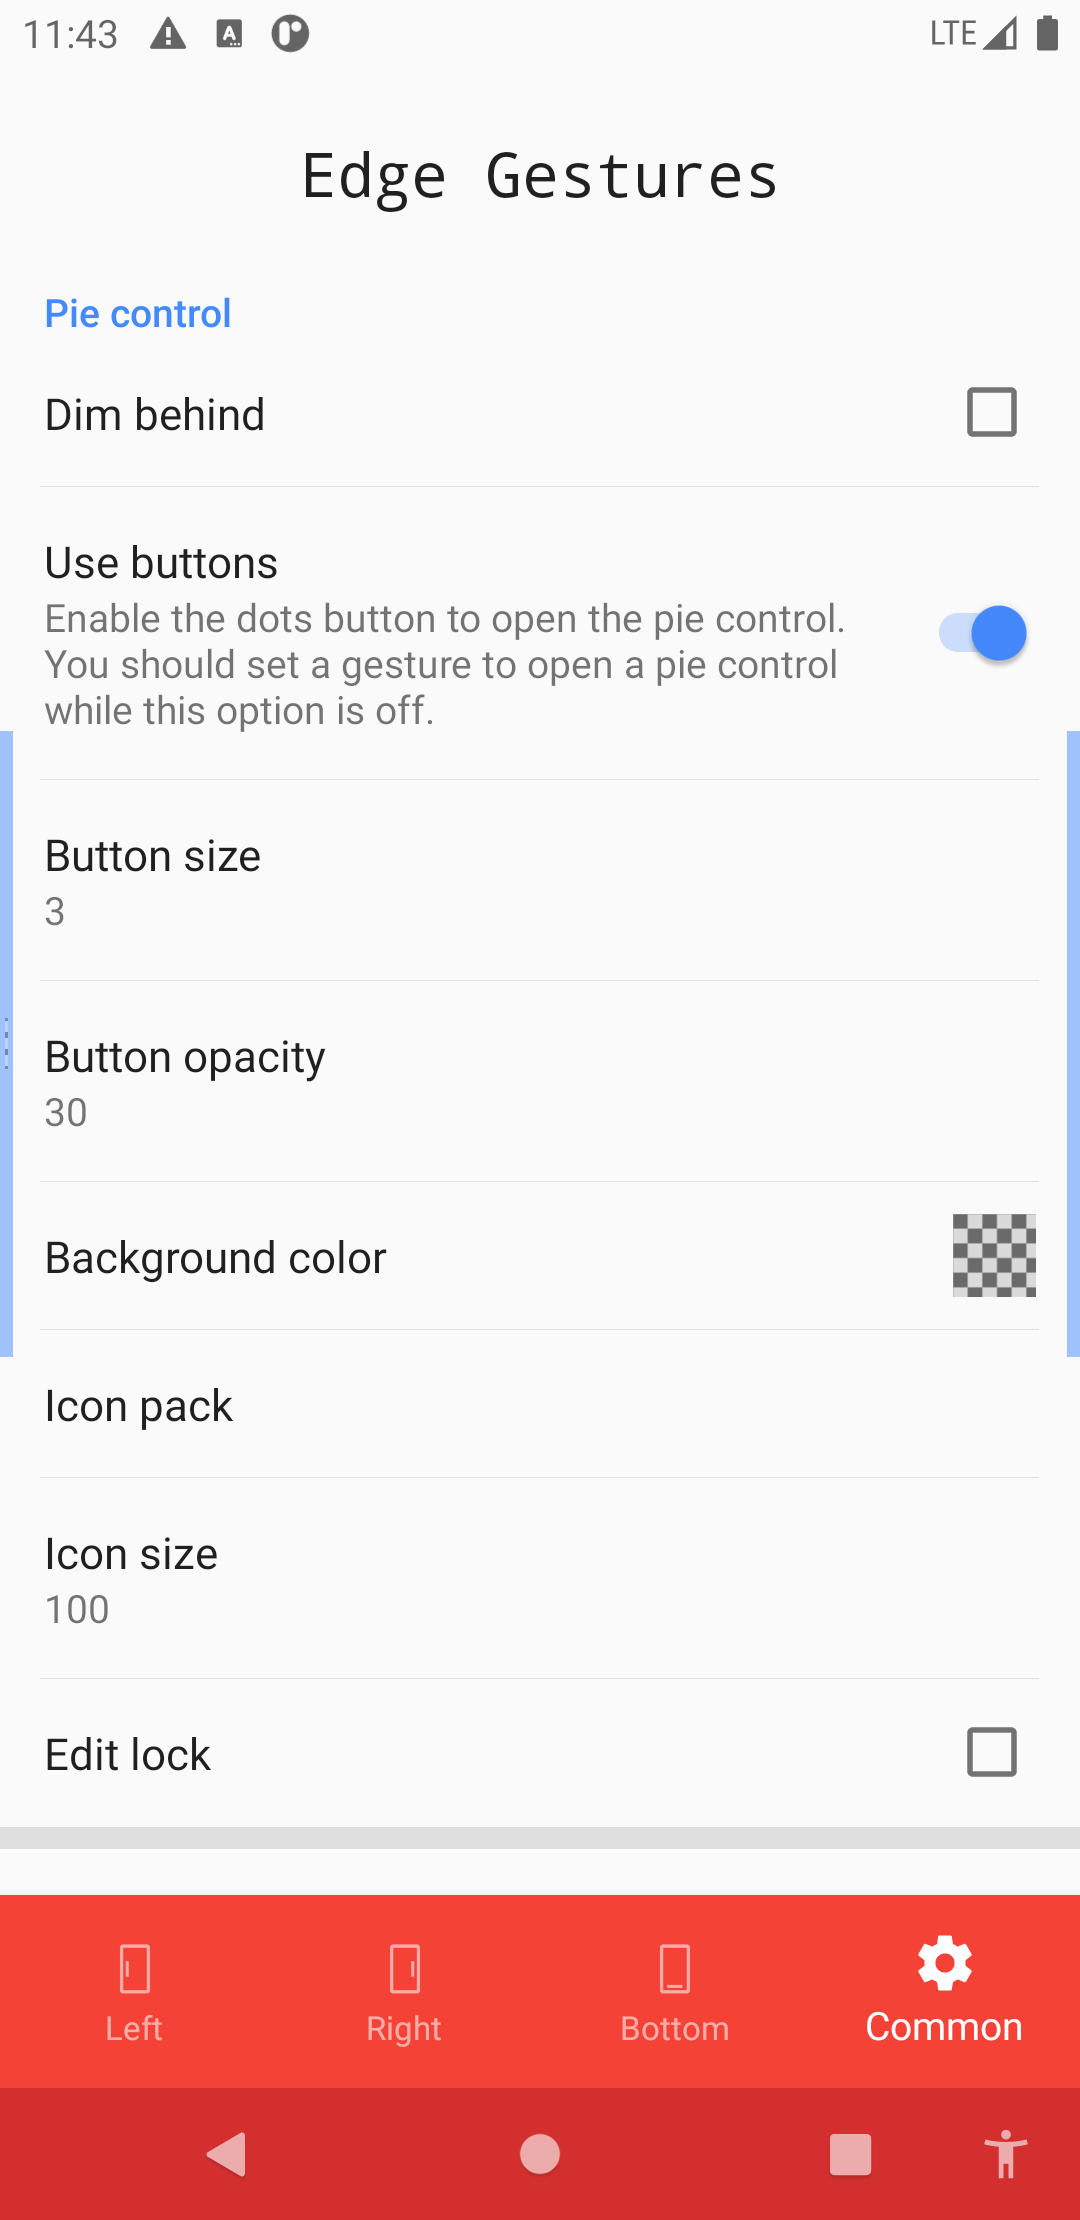 11:43
LTE
Edge Gestures
Pie control
Dim behind
Use buttons
Enable the dots button to open the pie control.
You should set a gesture to open a pie control
while this option is off.
Button size
3
Button opacity
30
Background color
Icon pack
Icon size
100
Edit lock
Left
Right
Bottom
Common